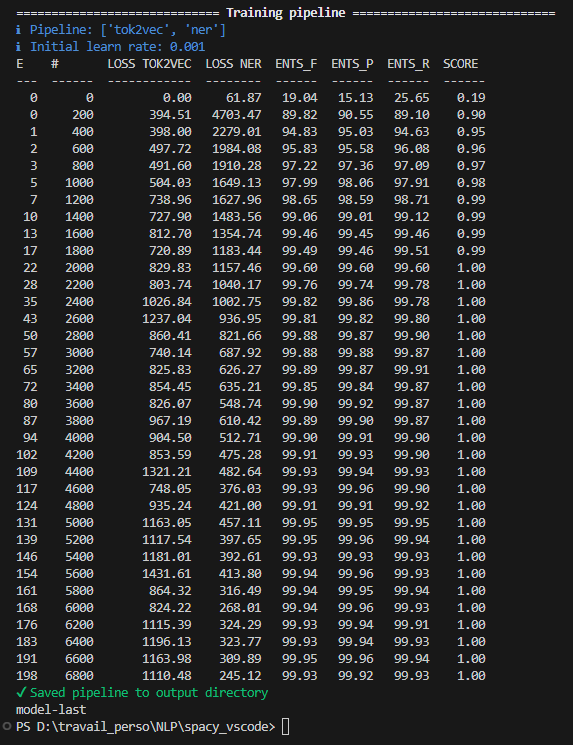 ============================= Training pipeline =============================
ℹ Pipeline: ['tok2vec', 'ner']
ℹ Initial learn rate: 0.001
E    #       LOSS TOK2VEC  LOSS NER  ENTS_F  ENTS_P  ENTS_R  SCORE
---  ------  ------------  --------  ------  ------  ------  ------
  0       0          0.00     61.87   19.04   15.13   25.65    0.19
  0     200        394.51   4703.47   89.82   90.55   89.10    0.90
  1     400        398.00   2279.01   94.83   95.03   94.63    0.95
  2     600        497.72   1984.08   95.83   95.58   96.08    0.96
  3     800        491.60   1910.28   97.22   97.36   97.09    0.97
  5    1000        504.03   1649.13   97.99   98.06   97.91    0.98
  7    1200        738.96   1627.96   98.65   98.59   98.71    0.99
 10    1400        727.90   1483.56   99.06   99.01   99.12    0.99
 13    1600        812.70   1354.74   99.46   99.45   99.46    0.99
 17    1800        720.89   1183.44   99.49   99.46   99.51    0.99
 22    2000        829.83   1157.46   99.60   99.60   99.60    1.00
 28    2200        803.74   1040.17   99.76   99.74   99.78    1.00
 35    2400       1026.84   1002.75   99.82   99.86   99.78    1.00
 43    2600       1237.04    936.95   99.81   99.82   99.80    1.00
 50    2800        860.41    821.66   99.88   99.87   99.90    1.00
 57    3000        740.14    687.92   99.88   99.88   99.87    1.00
 65    3200        825.83    626.27   99.89   99.87   99.91    1.00
 72    3400        854.45    635.21   99.85   99.84   99.87    1.00
 80    3600        826.07    548.74   99.90   99.92   99.87    1.00
 87    3800        967.19    610.42   99.89   99.90   99.87    1.00
 94    4000        904.50    512.71   99.90   99.91   99.90    1.00
102    4200        853.59    475.28   99.91   99.93   99.90    1.00
109    4400       1321.21    482.64   99.93   99.94   99.93    1.00
117    4600        748.05    376.03   99.93   99.96   99.90    1.00
124    4800        935.24    421.00   99.91   99.91   99.92    1.00
131    5000       1163.05    457.11   99.95   99.95   99.95    1.00
139    5200       1117.54    397.65   99.95   99.96   99.94    1.00
146    5400       1181.01    392.61   99.93   99.93   99.93    1.00
154    5600       1431.61    413.80   99.94   99.96   99.93    1.00
161    5800        864.32    316.49   99.94   99.95   99.94    1.00
168    6000        824.22    268.01   99.94   99.96   99.93    1.00
176    6200       1115.39    324.29   99.93   99.94   99.91    1.00
183    6400       1196.13    323.77   99.93   99.94   99.93    1.00
191    6600       1163.98    309.89   99.95   99.96   99.94    1.00
198    6800       1110.48    245.12   99.93   99.92   99.93    1.00
✔ Saved pipeline to output directory
model-last
PS D:\travail_perso\NLP\spacy_vscode>